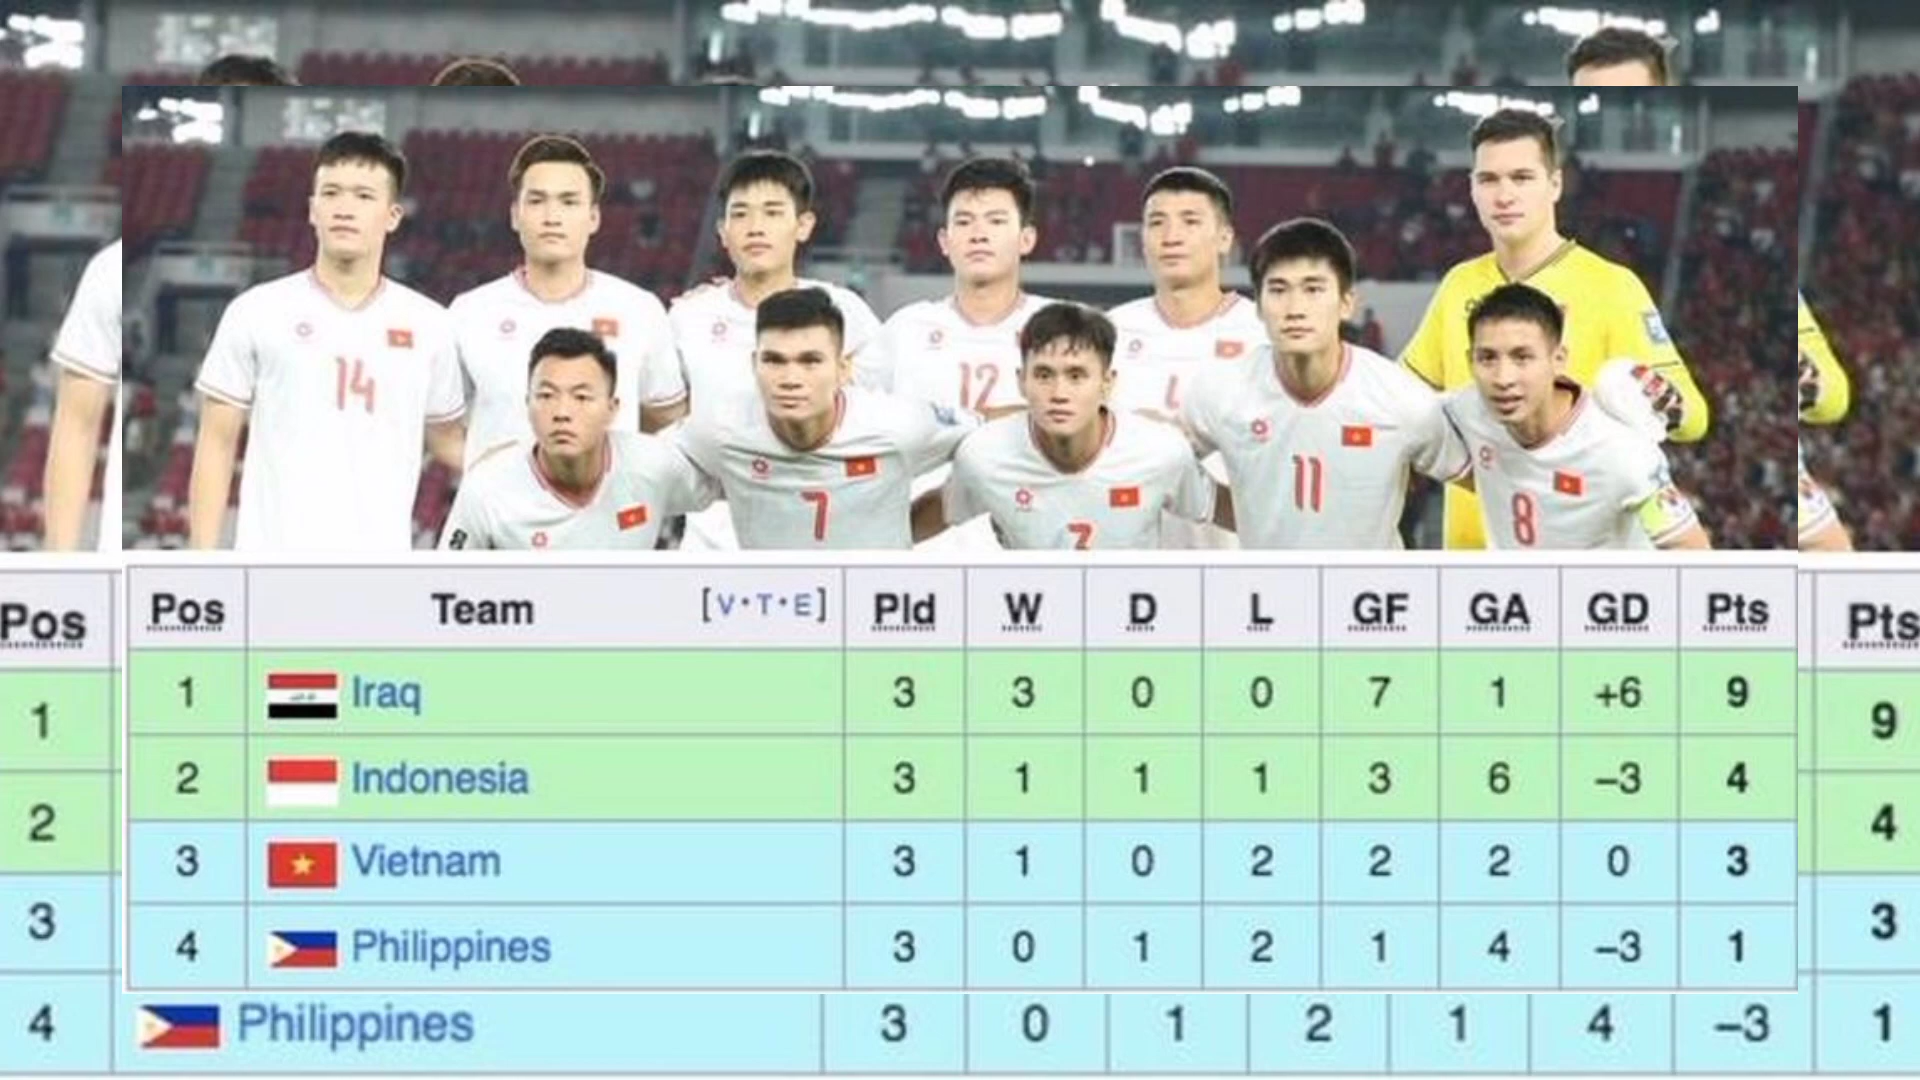 14
12
4
11
7
3
8
8
Pos Team [V·T·E] Pld W D L GF GA GD Pts
1 Iraq 3 3 0 0 7 1 +6 9
2 Indonesia 3 1 1 1 3 6 −3 4
3 Vietnam 3 1 0 2 2 2 0 3
4 Philippines 3 0 1 2 1 4 −3 1
Pos Pts
1 9
2 4
3 3
4 Philippines 3 0 1 2 1 4 −3 1